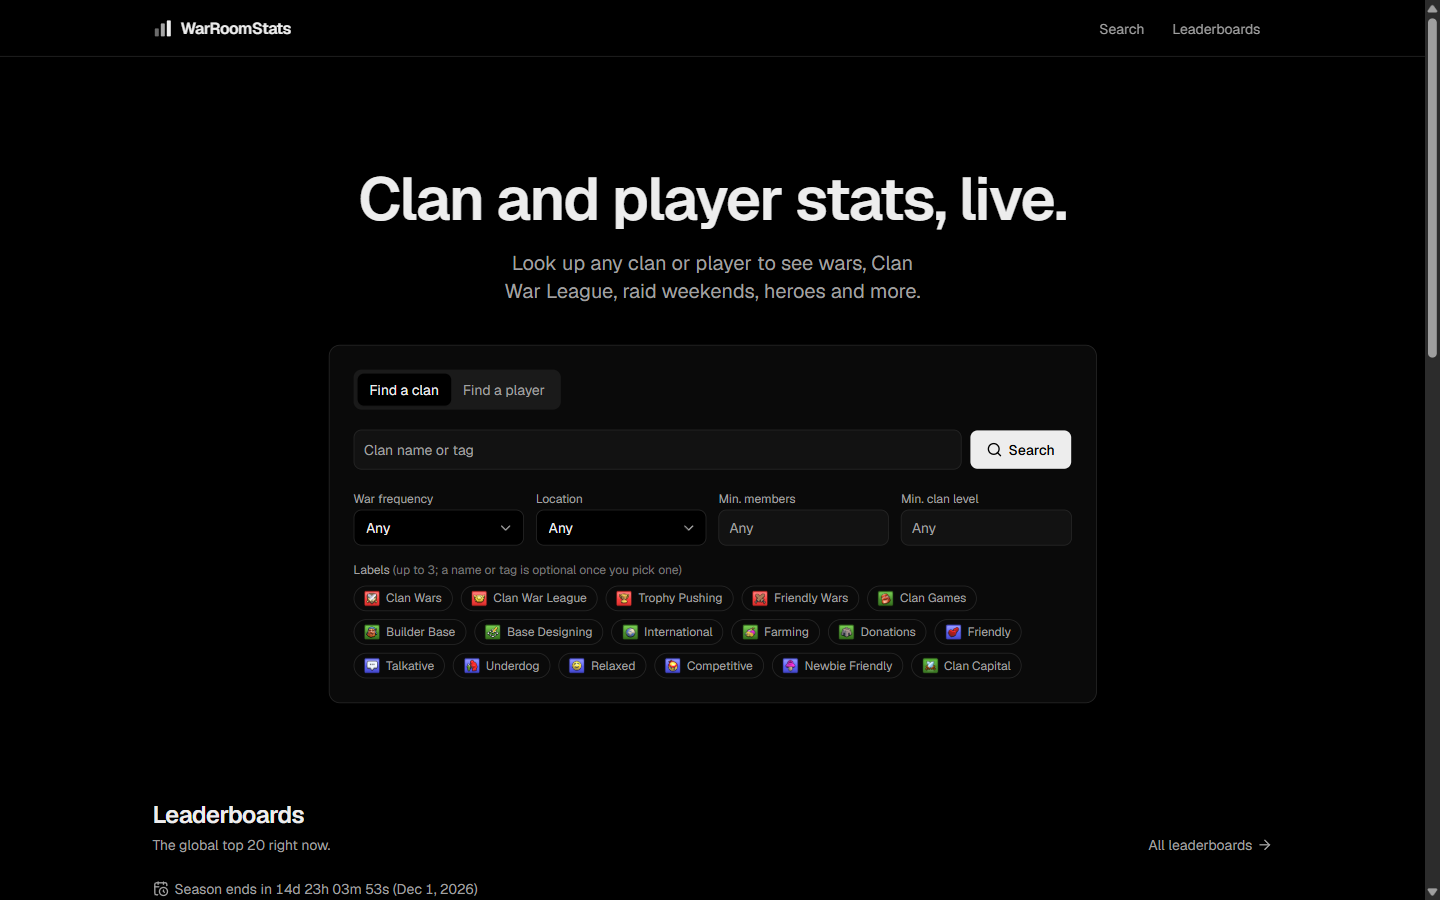 WarRoomStats
Search
Leaderboards
Clan and player stats, live.
Look up any clan or player to see wars, Clan
War League, raid weekends, heroes and more.
Find a clan
Find a player
Clan name or tag
Search
War frequency
Location
Min. members
Min. clan level
Any
Any
Any
Any
Labels (up to 3; a name or tag is optional once you pick one)
Clan Wars
Clan War League
Trophy Pushing
Friendly Wars
Clan Games
Builder Base
Base Designing
International
Farming
Donations
Friendly
Talkative
Underdog
Relaxed
Competitive
Newbie Friendly
Clan Capital
Leaderboards
The global top 20 right now.
All leaderboards
Season ends in 14d 23h 03m 53s (Dec 1, 2026)